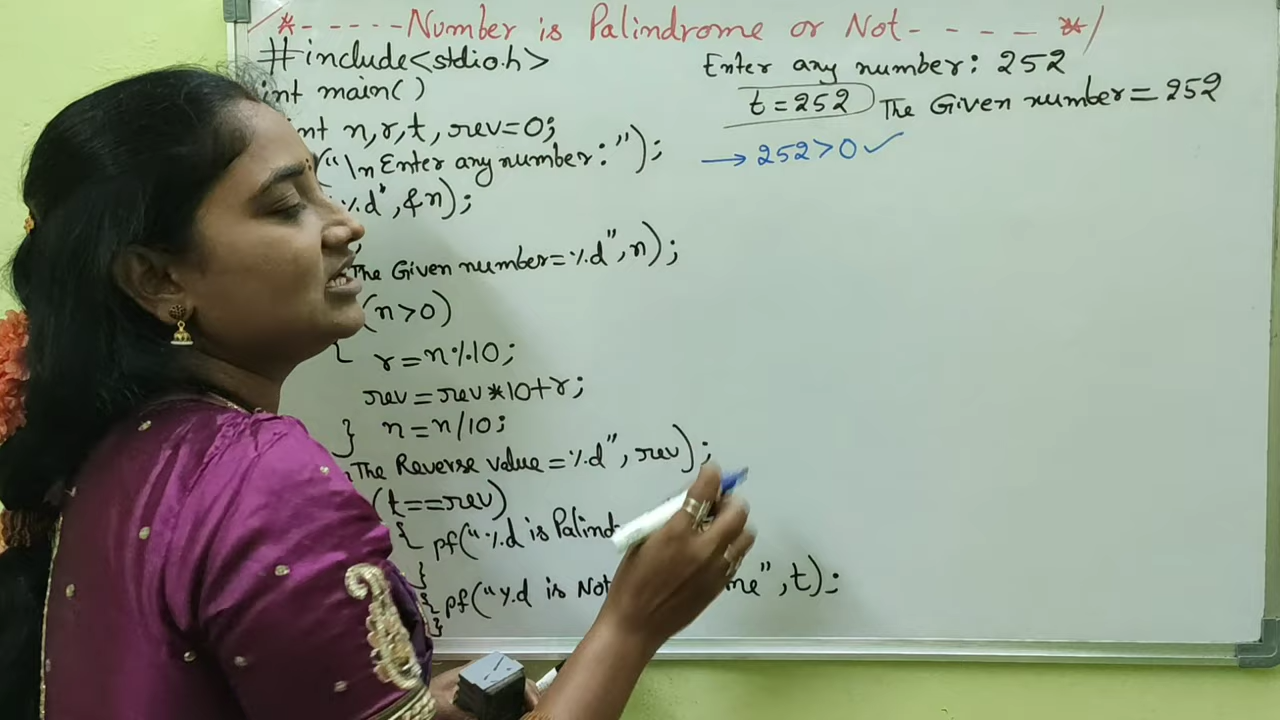 /*-----Number is Palindrome or Not-----*/
#include<stdio.h>
int main()
int n,r,t,rev=0;
("\nEnter any number:");
%d",&n);
;
The Given number=%d",n);
(n>0)
{ r=n%10;
rev=rev*10+r;
} n=n/10;
The Reverse value=%d",rev);
(t==rev)
{ pf("%d is Palind
}
{ pf("%d is Not me",t);
}
Enter any number: 252
t=252 The Given number=252
→252>0✓